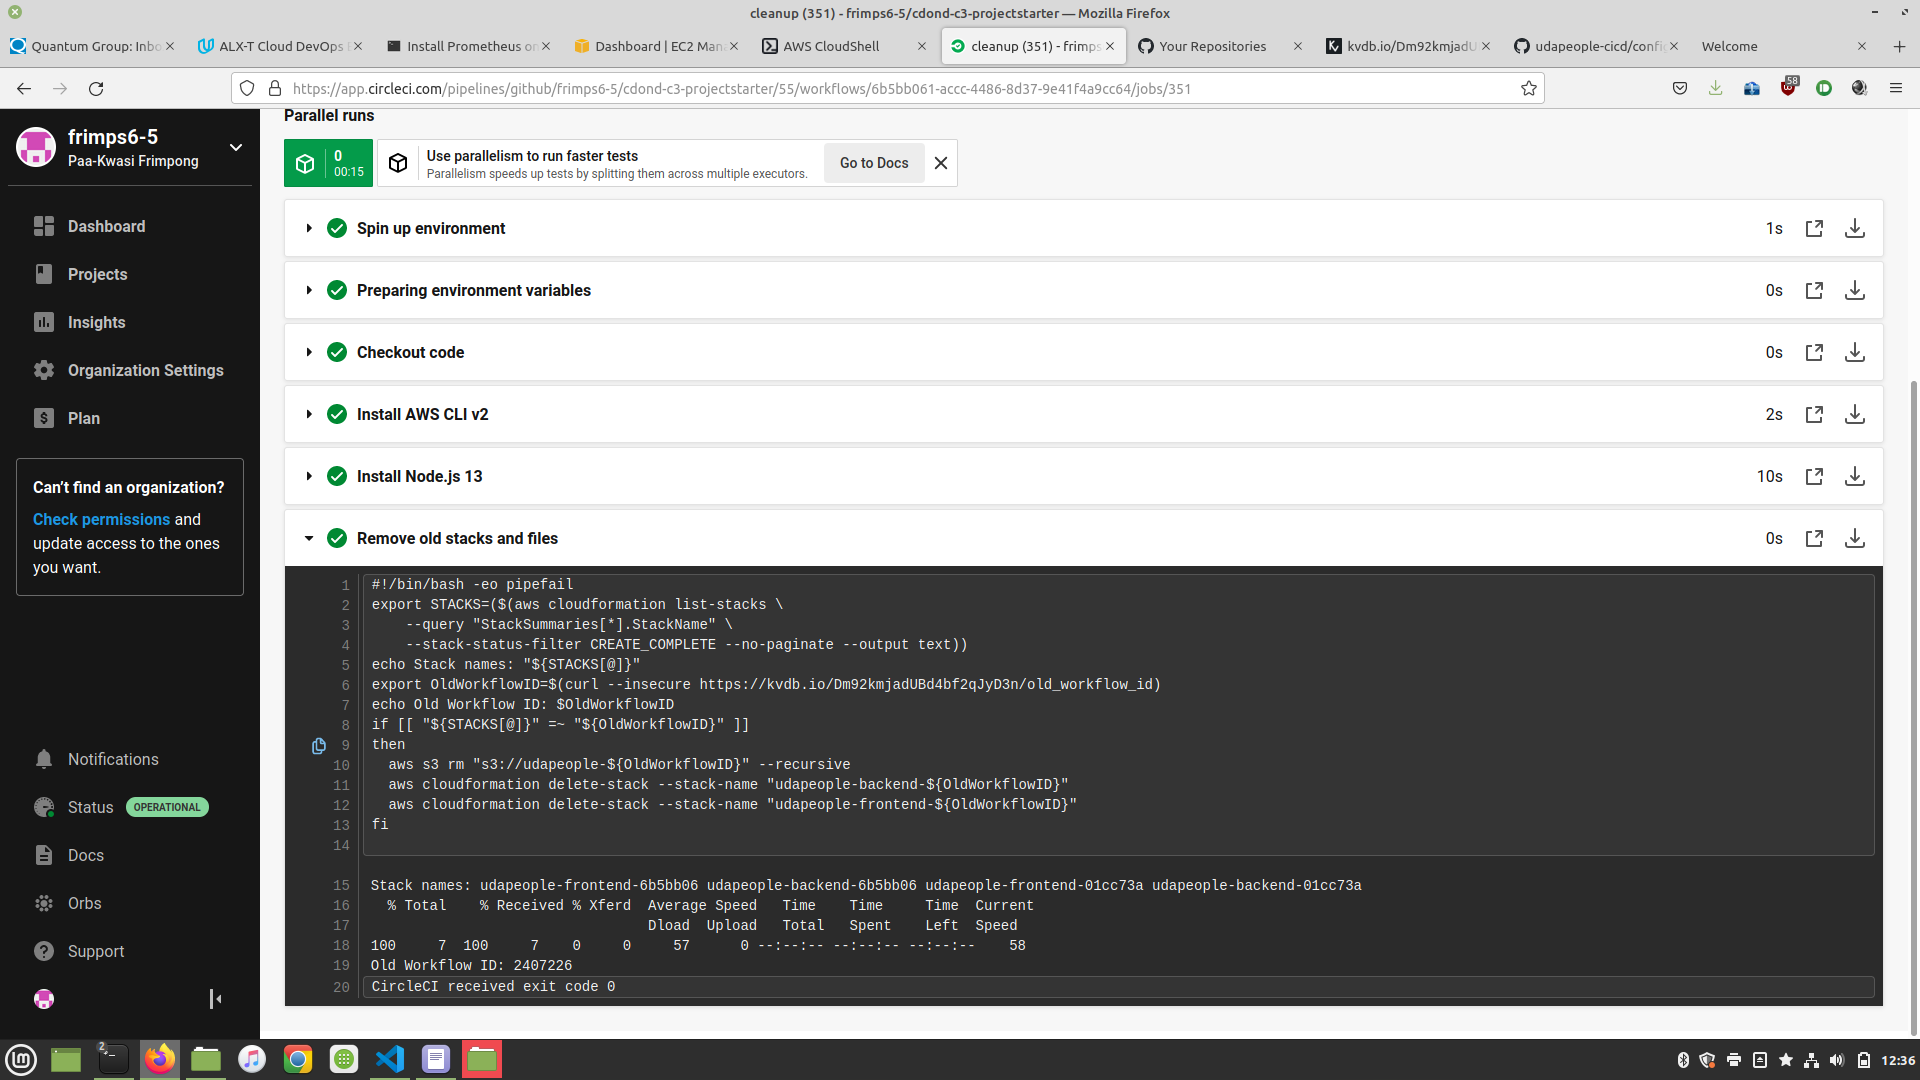 cleanup (351) - frimps6-5/cdond-c3-projectstarter — Mozilla Firefox
Quantum Group: Inbo
ALX-T Cloud DevOps
Install Prometheus on
Dashboard | EC2 Man
AWS CloudShell
cleanup (351) - frimps
Your Repositories
kvdb.io/Dm92kmjadU
udapeople-cicd/confi
Welcome
https://app.circleci.com/pipelines/github/frimps6-5/cdond-c3-projectstarter/55/workflows/6b5bb061-accc-4486-8d37-9e41f4a9cc64/jobs/351
58
frimps6-5
Paa-Kwasi Frimpong
Dashboard
Projects
Insights
Organization Settings
Plan
Can't find an organization?
Check permissions and
update access to the ones
you want.
Notifications
Status OPERATIONAL
Docs
Orbs
Support
Parallel runs
0
00:15
Use parallelism to run faster tests
Parallelism speeds up tests by splitting them across multiple executors.
Go to Docs
Spin up environment 1s
Preparing environment variables 0s
Checkout code 0s
Install AWS CLI v2 2s
Install Node.js 13 10s
Remove old stacks and files 0s
1 #!/bin/bash -eo pipefail
2 export STACKS=($(aws cloudformation list-stacks \
3     --query "StackSummaries[*].StackName" \
4     --stack-status-filter CREATE_COMPLETE --no-paginate --output text))
5 echo Stack names: "${STACKS[@]}"
6 export OldWorkflowID=$(curl --insecure https://kvdb.io/Dm92kmjadUBd4bf2qJyD3n/old_workflow_id)
7 echo Old Workflow ID: $OldWorkflowID
8 if [[ "${STACKS[@]}" =~ "${OldWorkflowID}" ]]
9 then
10   aws s3 rm "s3://udapeople-${OldWorkflowID}" --recursive
11   aws cloudformation delete-stack --stack-name "udapeople-backend-${OldWorkflowID}"
12   aws cloudformation delete-stack --stack-name "udapeople-frontend-${OldWorkflowID}"
13 fi
14
15 Stack names: udapeople-frontend-6b5bb06 udapeople-backend-6b5bb06 udapeople-frontend-01cc73a udapeople-backend-01cc73a
16   % Total    % Received % Xferd  Average Speed   Time    Time     Time  Current
17                                  Dload  Upload   Total   Spent    Left  Speed
18 100     7  100     7    0     0     57      0 --:--:-- --:--:-- --:--:--    58
19 Old Workflow ID: 2407226
20 CircleCI received exit code 0
2
12:36